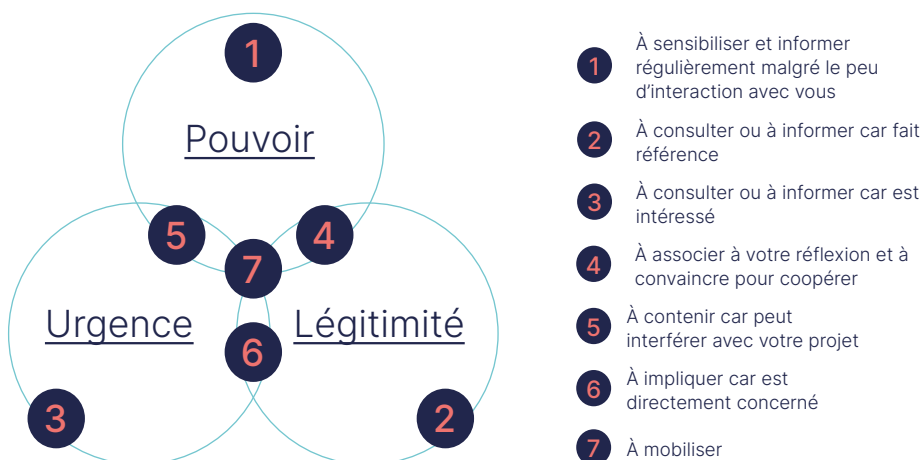 1
Pouvoir
5
4
7
Urgence
Légitimité
6
3
2
1
À sensibiliser et informer
régulièrement malgré le peu
d’interaction avec vous
2
À consulter ou à informer car fait
référence
3
À consulter ou à informer car est
intéressé
4
À associer à votre réflexion et à
convaincre pour coopérer
5
À contenir car peut
interférer avec votre projet
6
À impliquer car est
directement concerné
7
À mobiliser